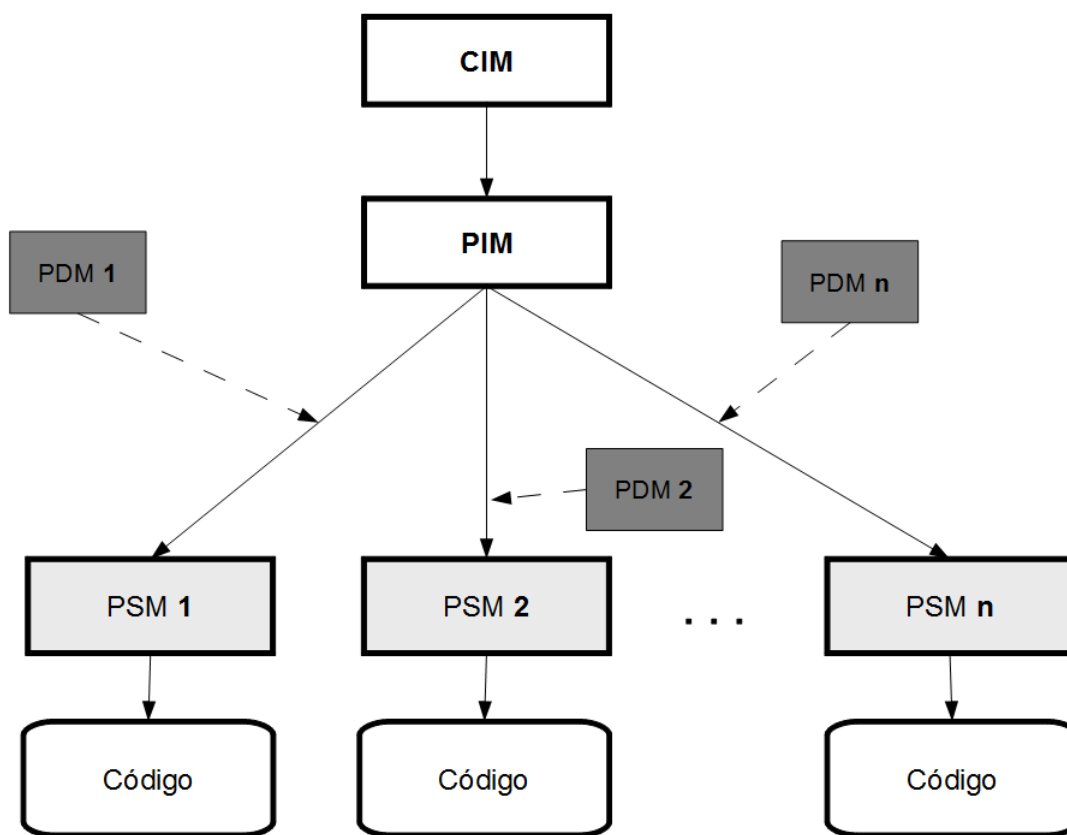 CIM
PIM
PDM 1
PDM n
PDM 2
PSM 1
PSM 2
. . .
PSM n
Código
Código
Código